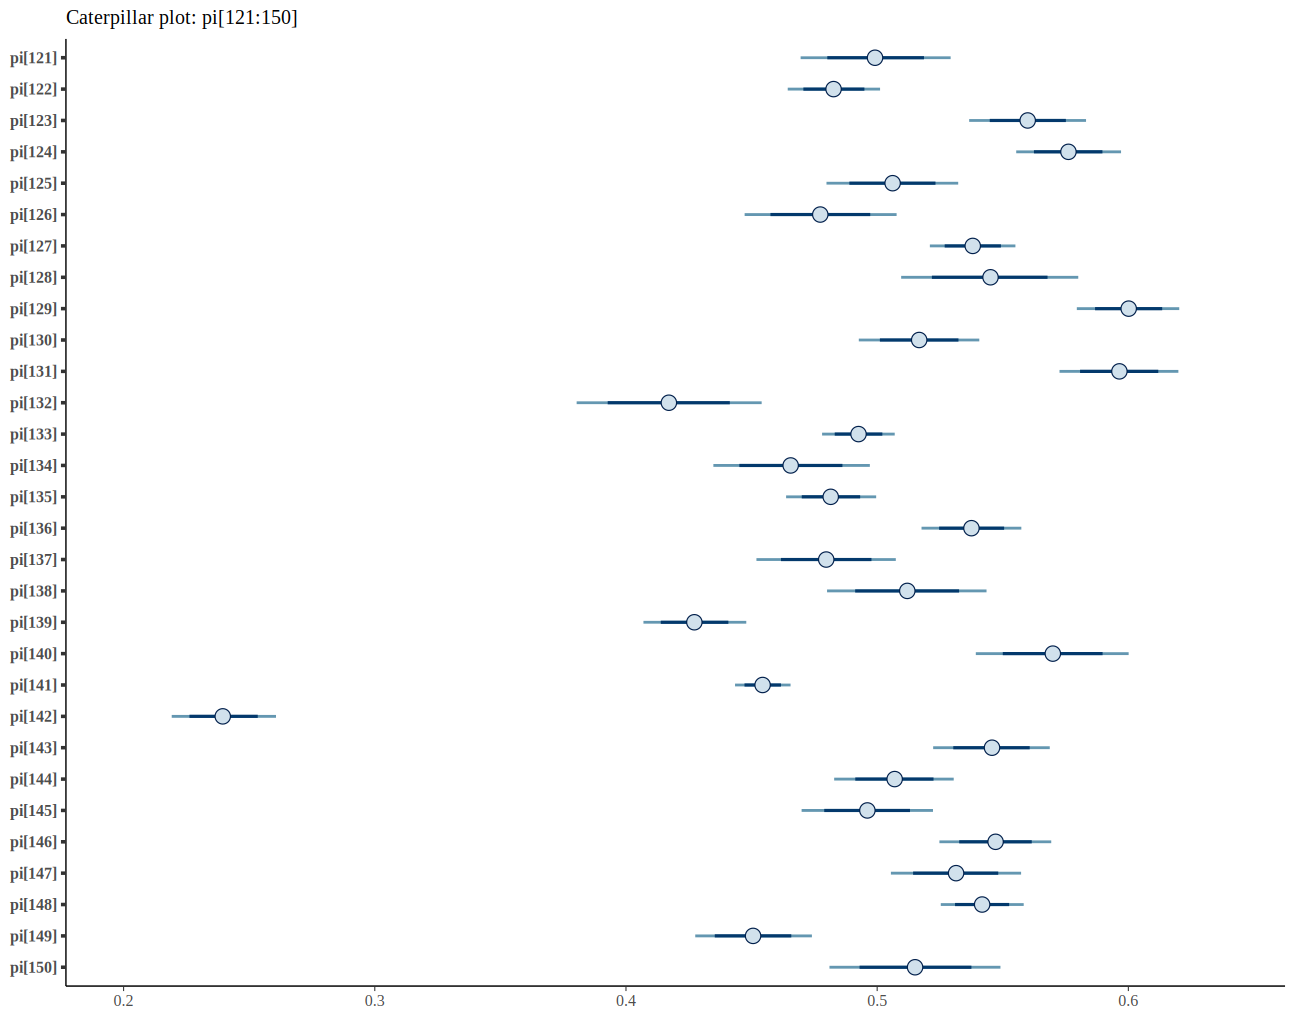 Caterpillar plot: pi[121:150]
pi[121]
pi[122]
pi[123]
pi[124]
pi[125]
pi[126]
pi[127]
pi[128]
pi[129]
pi[130]
pi[131]
pi[132]
pi[133]
pi[134]
pi[135]
pi[136]
pi[137]
pi[138]
pi[139]
pi[140]
pi[141]
pi[142]
pi[143]
pi[144]
pi[145]
pi[146]
pi[147]
pi[148]
pi[149]
pi[150]
0.2 0.3 0.4 0.5 0.6